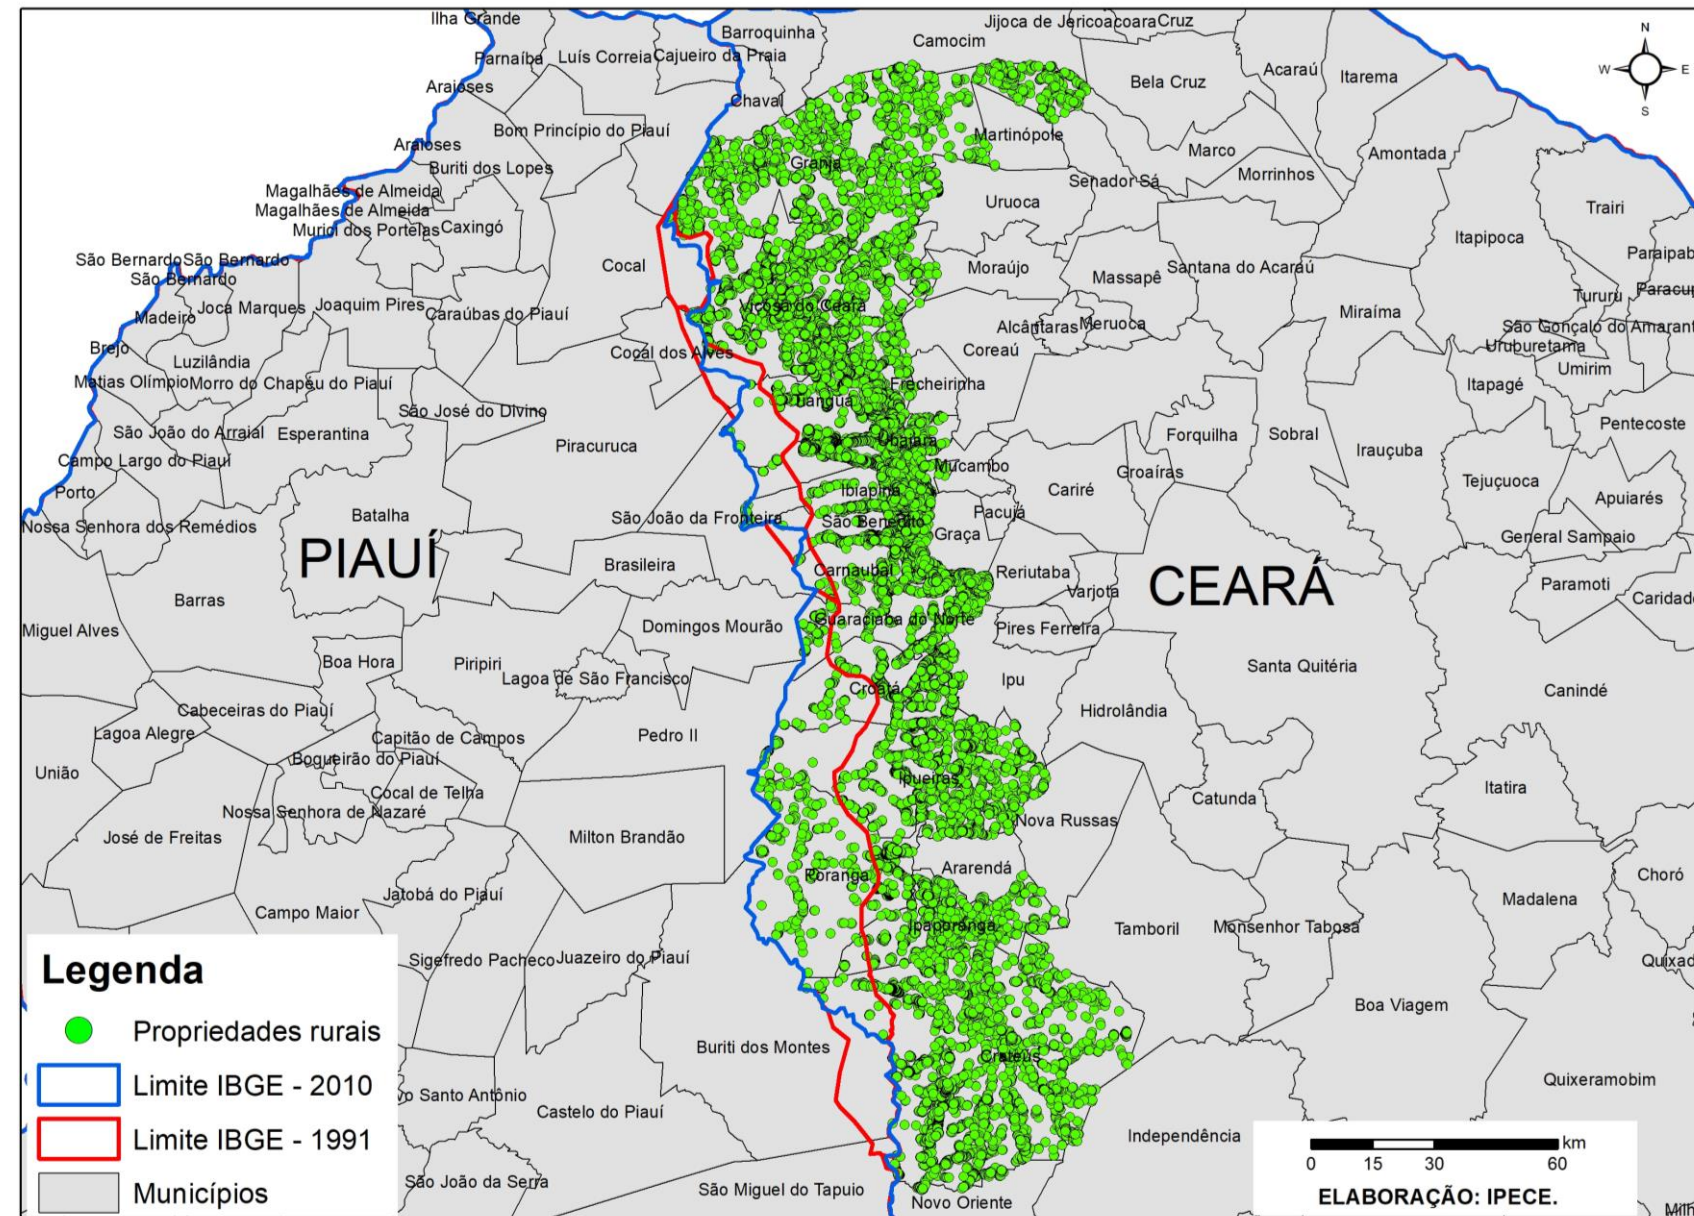 Ilha Grande
Jijoca de Jericoacoara
Cruz
Barroquinha
Camocim
Parnaíba
Luís Correia
Cajueiro da Praia
N
W
E
S
Acaraú
Itarema
Bela Cruz
Araioses
Chaval
Bom Princípio do Piauí
Martinópole
Araioses
Marco
Amontada
Granja
Buriti dos Lopes
Morrinhos
Senador Sá
Magalhães de Almeida
Uruoca
Trairi
Magalhães de Almeida
Murici dos Portelas
Caxingó
Itapipoca
São Bernardo
São Bernardo
Cocal
Moraújo
Massapê
Santana do Acaraú
São Bernardo
Tururu
Joca Marques
Joaquim Pires
Caraúbas do Piauí
Viçosa do Ceará
Miraíma
Madeiro
Alcântaras
Meruoca
Uruburetama
Brejo
Luzilândia
Cocal dos Alves
Coreaú
Umirim
Matias Olímpio
Morro do Chapéu do Piauí
Frecheirinha
Itapagé
São José do Divino
Tianguá
Pentecoste
São João do Arraial
Esperantina
Piracuruca
Ubajara
Forquilha
Sobral
Irauçuba
Campo Largo do Piauí
Mucambo
Groaíras
Tejuçuoca
Porto
Ibiapina
Cariré
Apuiarés
Nossa Senhora dos Remédios
Batalha
São João da Fronteira
São Benedito
Pacujá
Graça
General Sampaio
PIAUÍ
Brasileira
Carnaubal
Reriutaba
CEARÁ
Paramoti
Varjota
Barras
Miguel Alves
Domingos Mourão
Guaraciaba do Norte
Pires Ferreira
Boa Hora
Piripiri
Santa Quitéria
Lagoa de São Francisco
Croatá
Ipu
Canindé
Cabeceiras do Piauí
Hidrolândia
Lagoa Alegre
Capitão de Campos
Pedro II
Boqueirão do Piauí
União
Ipueiras
Itatira
Cocal de Telha
Catunda
Nossa Senhora de Nazaré
Nova Russas
José de Freitas
Milton Brandão
Ararendá
Poranga
Choró
Jatobá do Piauí
Madalena
Campo Maior
Ipaporanga
Tamboril
Monsenhor Tabosa
Sigefredo Pacheco
Juazeiro do Piauí
Boa Viagem
Buriti dos Montes
Crateús
Quixeramobim
vo Santo Antônio
Castelo do Piauí
Independência
São João da Serra
São Miguel do Tapuio
Novo Oriente
Legenda
Propriedades rurais
Limite IBGE - 2010
Limite IBGE - 1991
Municípios
km
0 15 30 60
ELABORAÇÃO: IPECE.